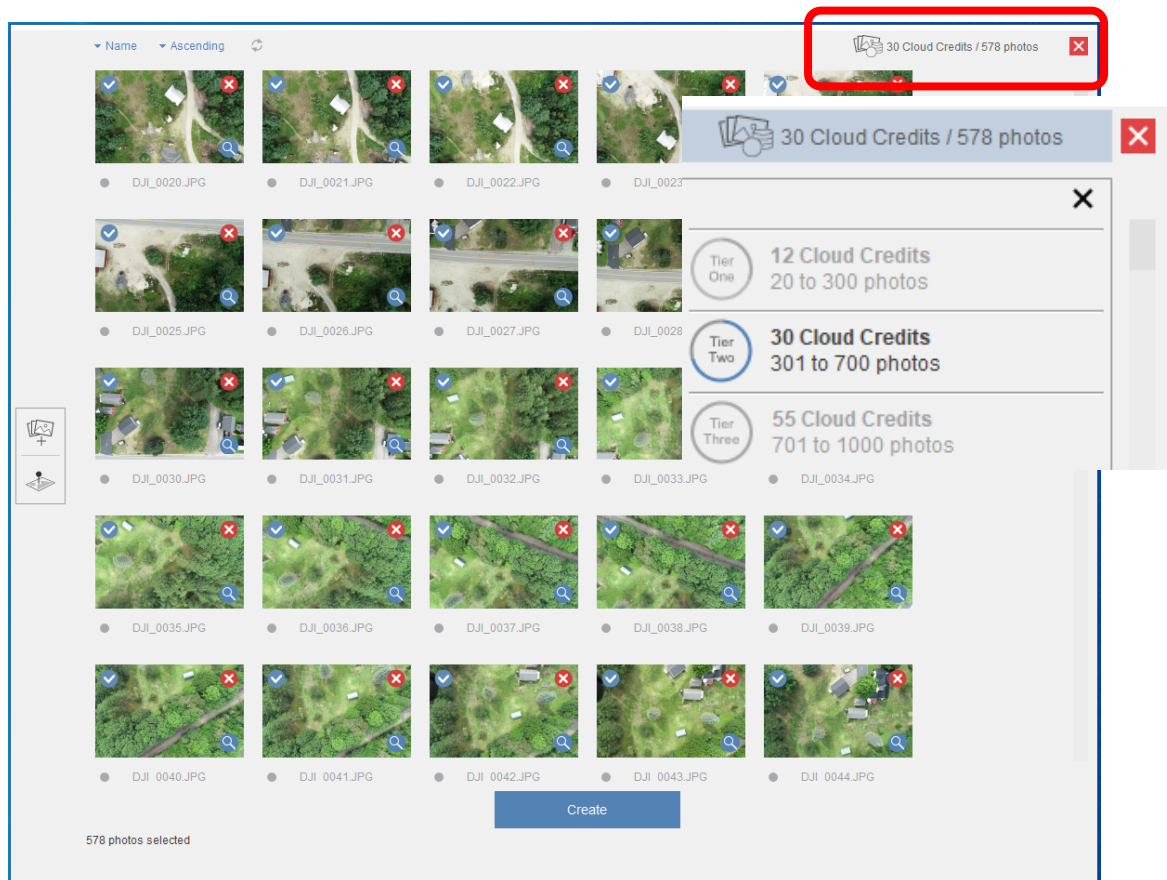 Name
Ascending
30 Cloud Credits / 578 photos
30 Cloud Credits / 578 photos
Tier One
12 Cloud Credits
20 to 300 photos
Tier Two
30 Cloud Credits
301 to 700 photos
Tier Three
55 Cloud Credits
701 to 1000 photos
DJI_0020.JPG
DJI_0021.JPG
DJI_0022.JPG
DJI_0023
DJI_0025.JPG
DJI_0026.JPG
DJI_0027.JPG
DJI_0028
DJI_0030.JPG
DJI_0031.JPG
DJI_0032.JPG
DJI_0033.JPG
DJI_0034.JPG
DJI_0035.JPG
DJI_0036.JPG
DJI_0037.JPG
DJI_0038.JPG
DJI_0039.JPG
DJI_0040.JPG
DJI_0041.JPG
DJI_0042.JPG
DJI_0043.JPG
DJI_0044.JPG
Create
578 photos selected